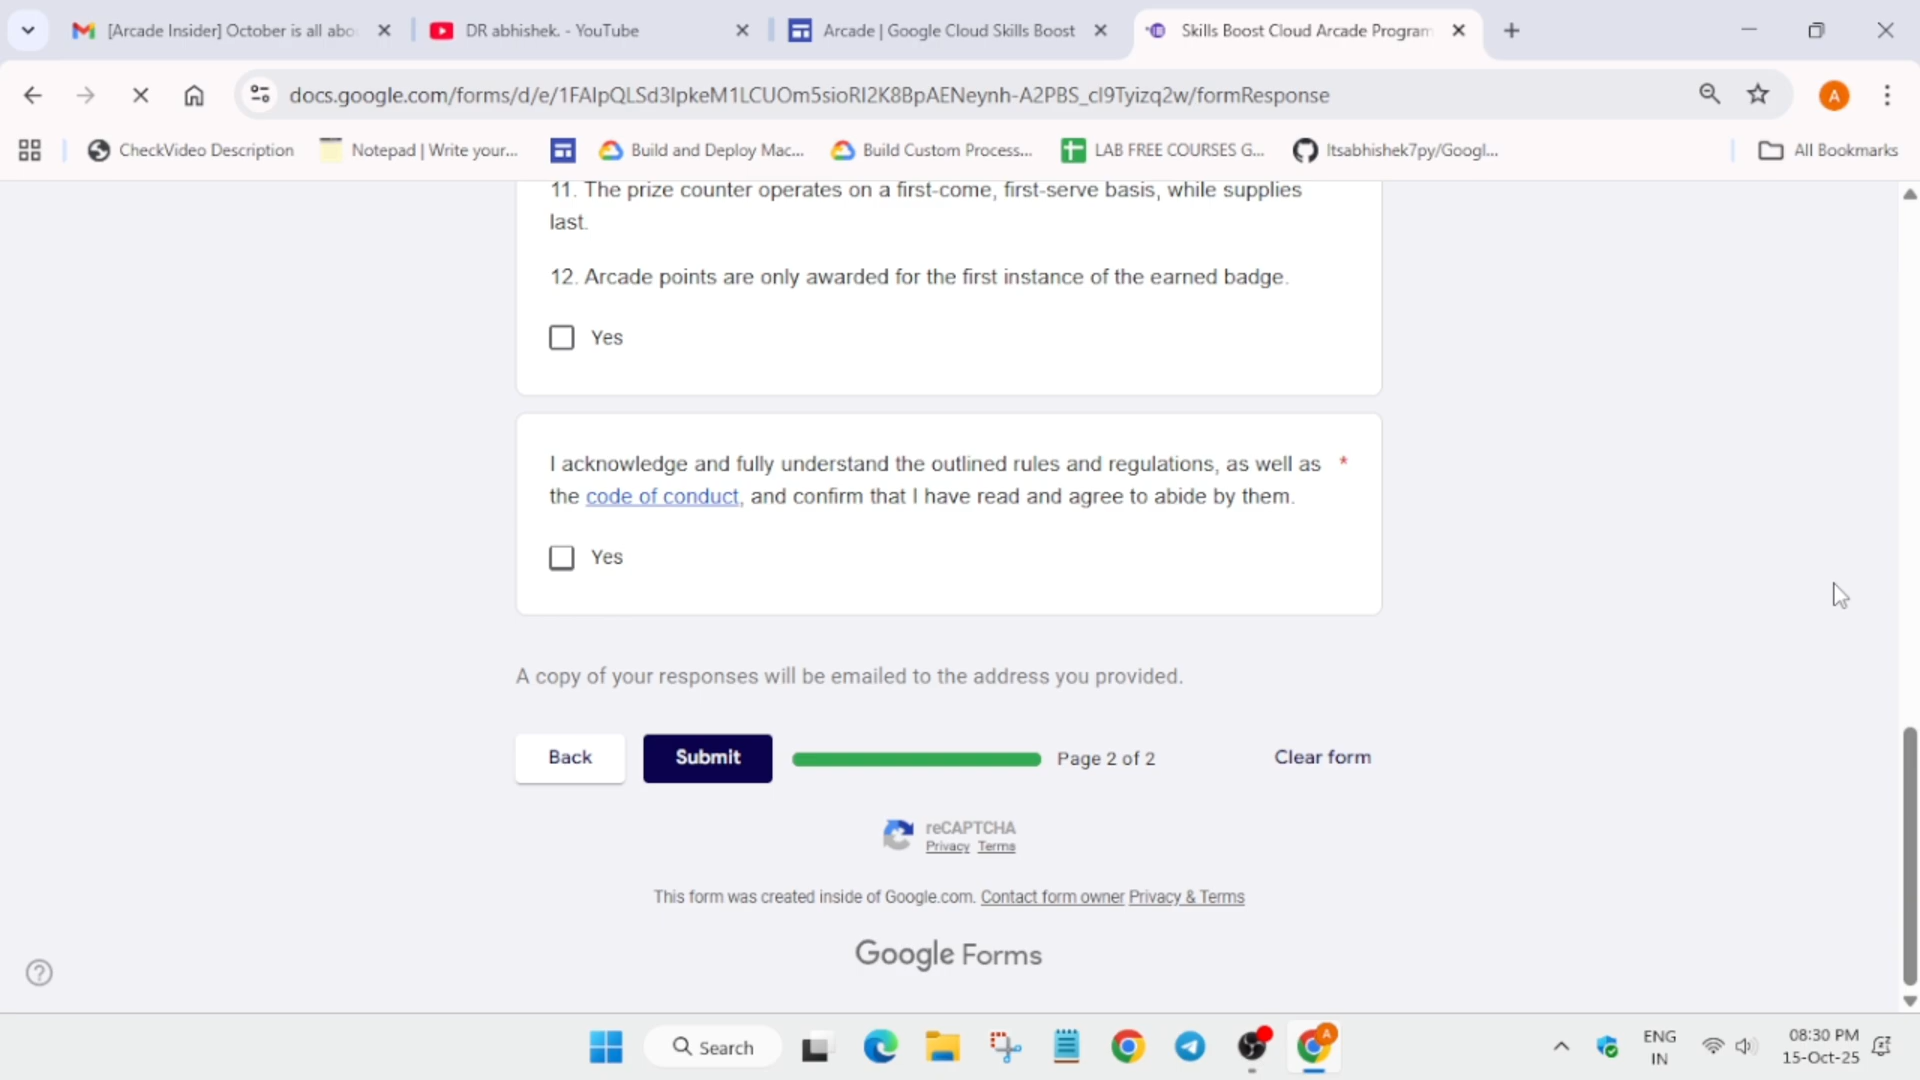 [Arcade Insider] October is all abo
DR abhishek. - YouTube
Arcade | Google Cloud Skills Boost
Skills Boost Cloud Arcade Program
docs.google.com/forms/d/e/1FAIpQLSd3IpkeM1LCUOm5sioRI2K8BpAENeynh-A2PBS_cI9Tyizq2w/formResponse
A
CheckVideo Description
Notepad | Write your...
Build and Deploy Mac...
Build Custom Process...
LAB FREE COURSES G...
Itsabhishek7py/Googl...
All Bookmarks
11. The prize counter operates on a first-come, first-serve basis, while supplies
last.
12. Arcade points are only awarded for the first instance of the earned badge.
Yes
I acknowledge and fully understand the outlined rules and regulations, as well as *
the code of conduct, and confirm that I have read and agree to abide by them.
Yes
A copy of your responses will be emailed to the address you provided.
Back
Submit
Page 2 of 2
Clear form
reCAPTCHA
Privacy Terms
This form was created inside of Google.com. Contact form owner Privacy & Terms
Google Forms
Search
A
ENG
IN
08:30 PM
15-Oct-25